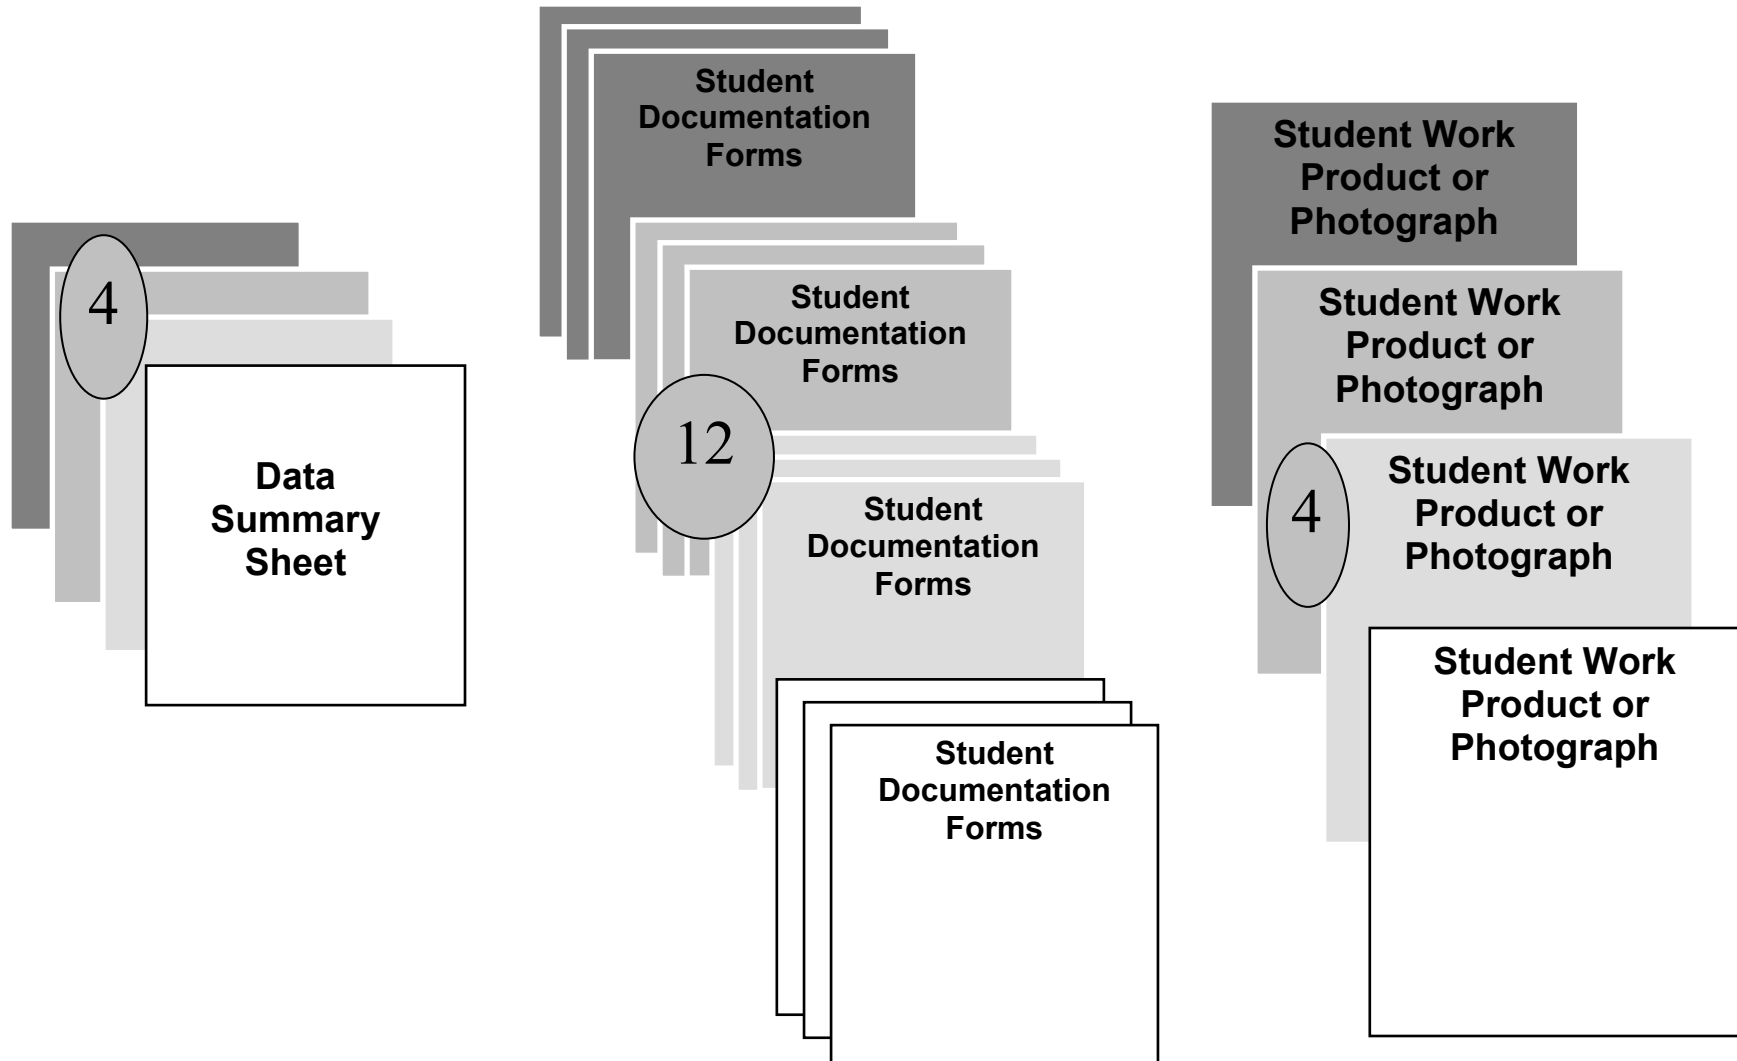 4
Data
Summary
Sheet
Student
Documentation
Forms
Student
Documentation
Forms
12
Student
Documentation
Forms
Student
Documentation
Forms
Student Work
Product or
Photograph
Student Work
Product or
Photograph
4
Student Work
Product or
Photograph
Student Work
Product or
Photograph